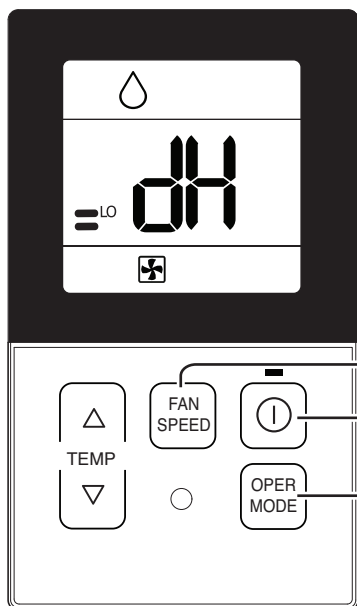 LO
dH
FAN
SPEED
TEMP
OPER
MODE